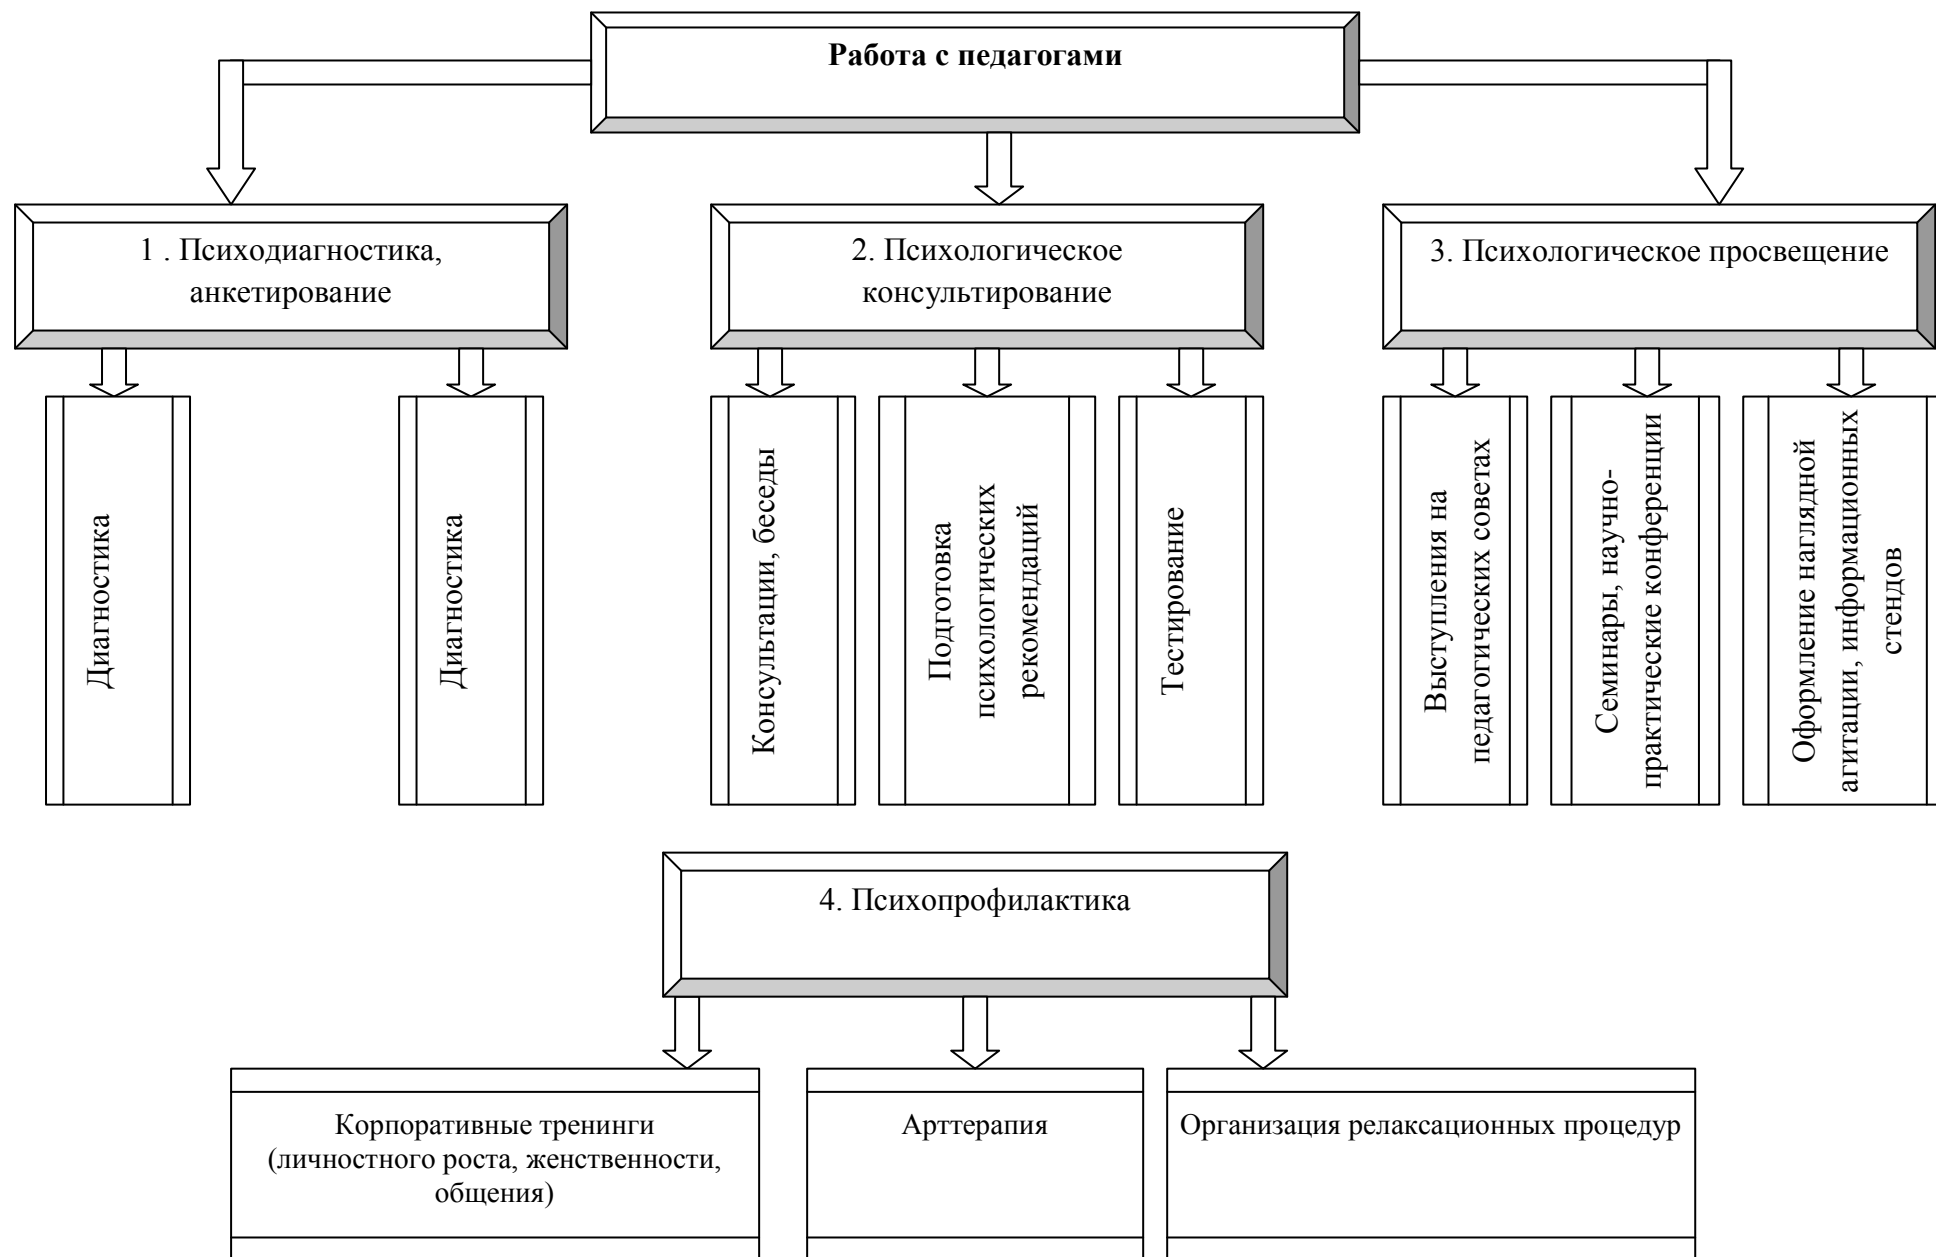 Работа с педагогами
1 . Психодиагностика,
анкетирование
2. Психологическое
консультирование
3. Психологическое просвещение
Диагностика
Диагностика
Консультации, беседы
Подготовка
психологических
рекомендаций
Тестирование
Выступления на
педагогических советах
Семинары, научно-
практические конференции
Оформление наглядной
агитации, информационных
стендов
4. Психопрофилактика
Корпоративные тренинги
(личностного роста, женственности,
общения)
Арттерапия
Организация релаксационных процедур